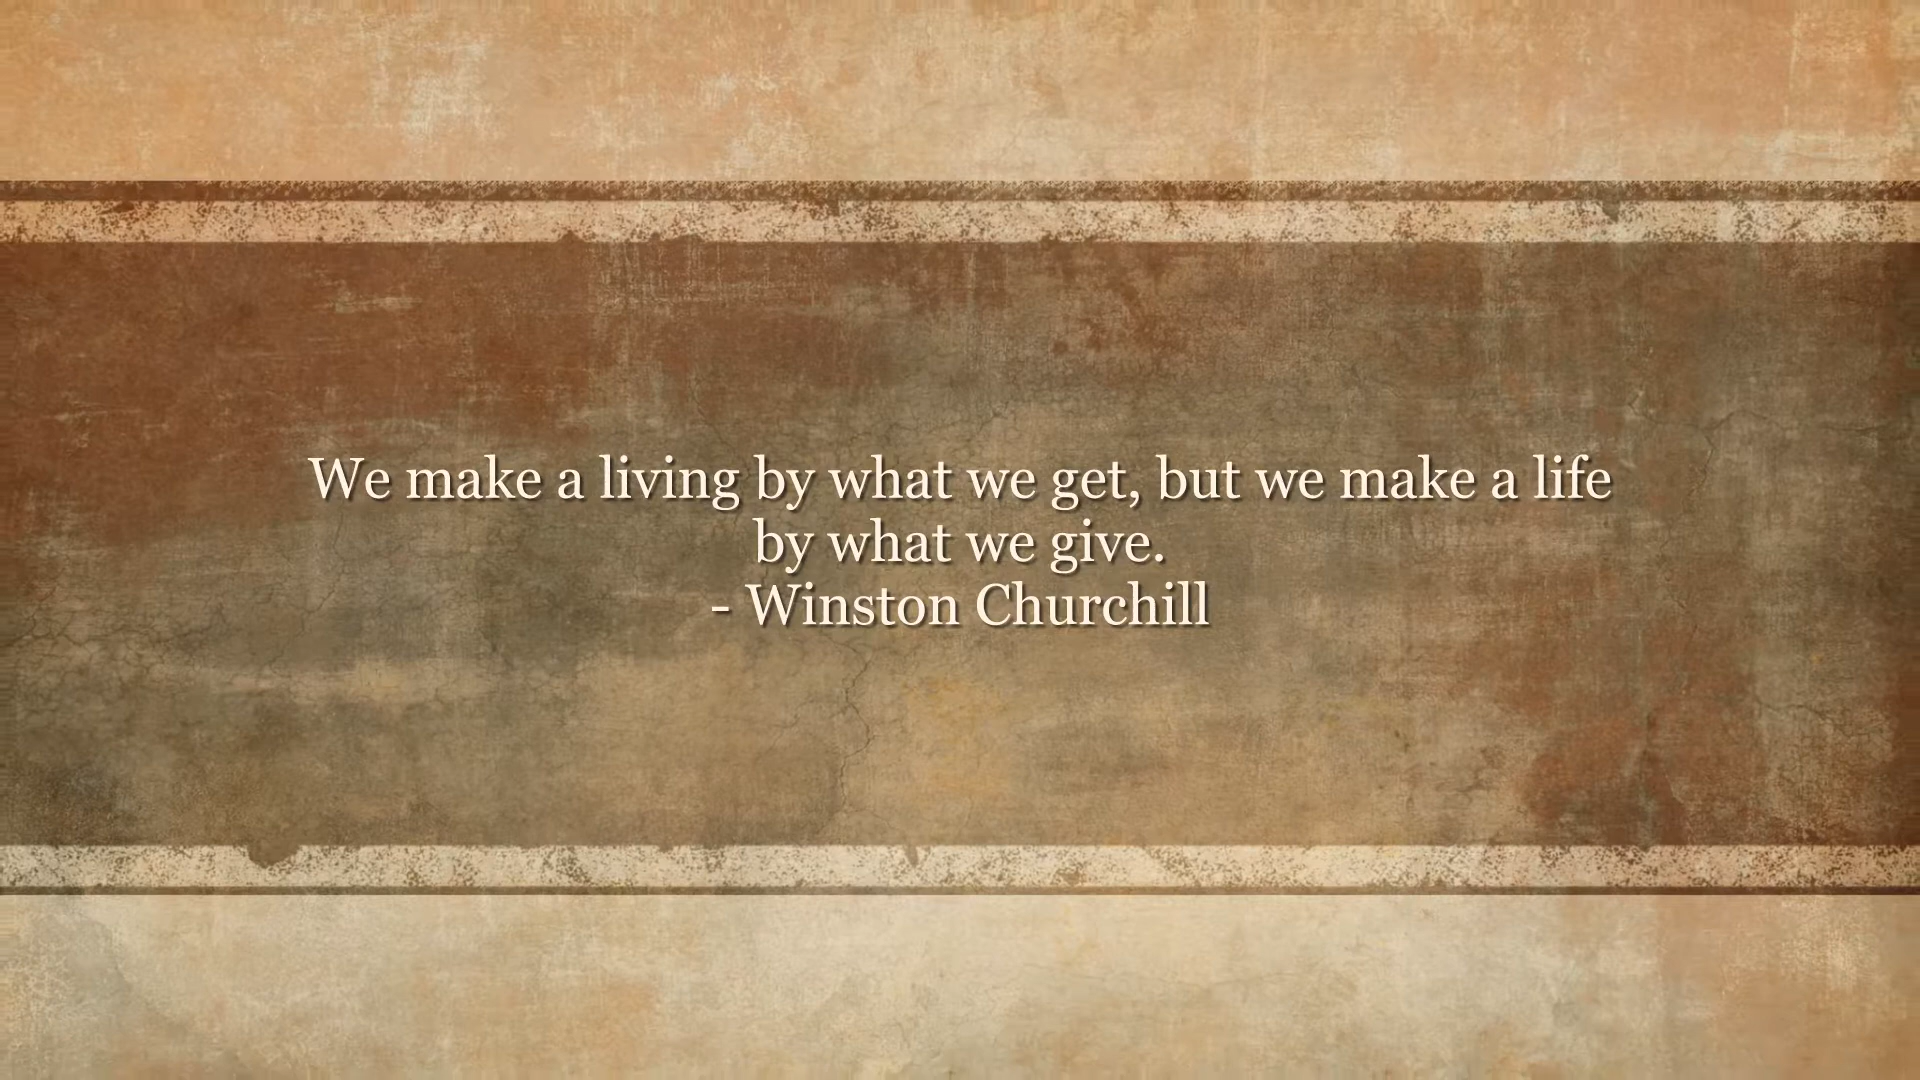 We make a living by what we get, but we make a life
by what we give.
- Winston Churchill